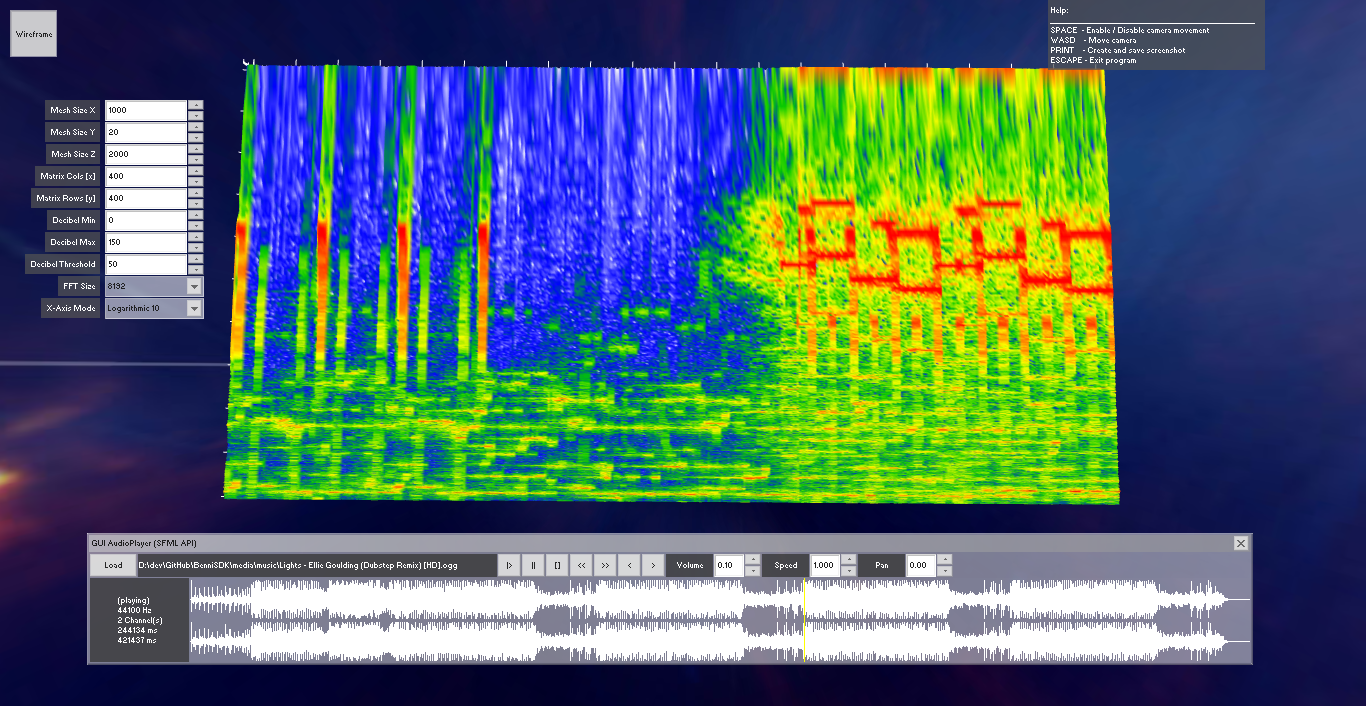 Wireframe
Help:
SPACE - Enable / Disable camera movement
WASD - Move camera
PRINT - Create and save screenshot
ESCAPE - Exit program
Mesh Size X 1000
Mesh Size Y 20
Mesh Size Z 2000
Matrix Cols [x] 400
Matrix Rows [y] 400
Decibel Min 0
Decibel Max 150
Decibel Threshold 50
FFT Size 8192
X-Axis Mode Logarithmic 10
GUI AudioPlayer (SFML API)
Load D:\dev\GitHub\BenniSDK\media\music\Lights - Ellie Goulding (Dubstep Remix) [HD].ogg |> || [] << >> < > Volume 0.10 Speed 1.000 Pan 0.00
(playing)
44100 Hz
2 Channel(s)
244134 ms
421437 ms